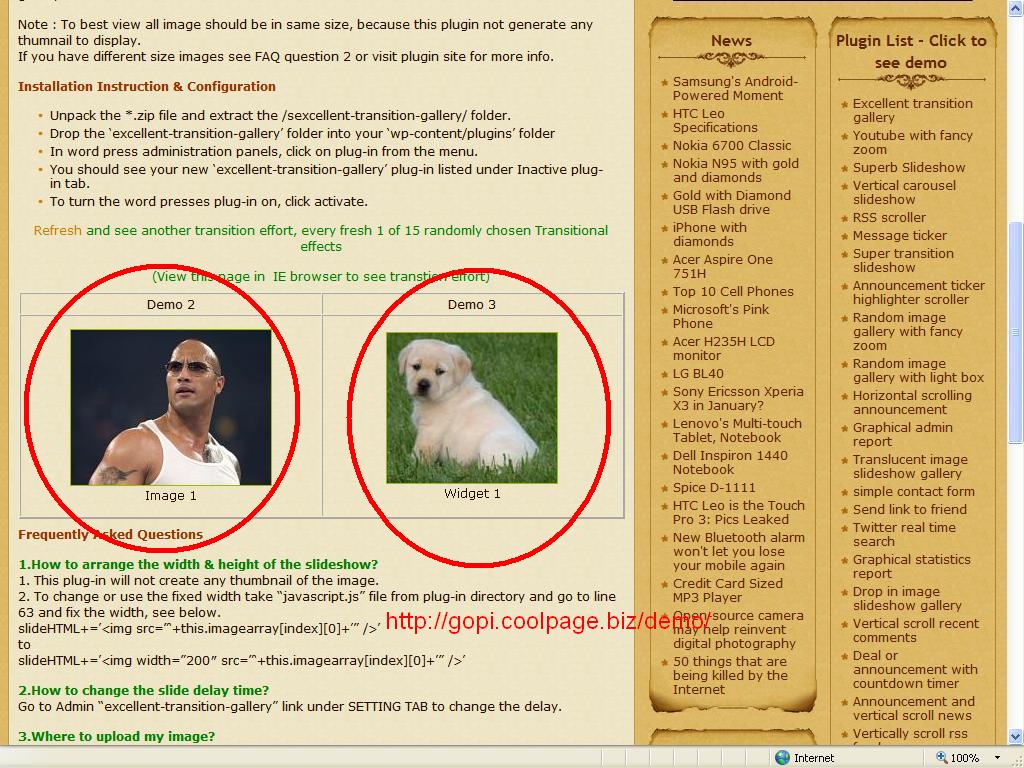 Note : To best view all image should be in same size, because this plugin not generate any
thumnail to display.
If you have different size images see FAQ question 2 or visit plugin site for more info.
Installation Instruction & Configuration
• Unpack the *.zip file and extract the /sexcellent-transition-gallery/ folder.
• Drop the 'excellent-transition-gallery' folder into your 'wp-content/plugins' folder
• In word press administration panels, click on plug-in from the menu.
• You should see your new 'excellent-transition-gallery' plug-in listed under Inactive plug-
in tab.
• To turn the word presses plug-in on, click activate.
Refresh and see another transition effort, every fresh 1 of 15 randomly chosen Transitional
effects
(View this page in IE browser to see transtion effort)
Demo 2
Demo 3
Image 1
Widget 1
Frequently Asked Questions
1.How to arrange the width & height of the slideshow?
1. This plug-in will not create any thumbnail of the image.
2. To change or use the fixed width take "javascript.js" file from plug-in directory and go to line
63 and fix the width, see below.
slideHTML+='<img src="'+this.imagearray[index][0]+'" />'
to
slideHTML+='<img width="200" src="'+this.imagearray[index][0]+'" />'
2.How to change the slide delay time?
Go to Admin "excellent-transition-gallery" link under SETTING TAB to change the delay.
3.Where to upload my image?
http://gopi.coolpage.biz/demo/
News
Samsung's Android-
Powered Moment
HTC Leo
Specifications
Nokia 6700 Classic
Nokia N95 with gold
and diamonds
Gold with Diamond
USB Flash drive
iPhone with
diamonds
Acer Aspire One
751H
Top 10 Cell Phones
Microsoft's Pink
Phone
Acer H235H LCD
monitor
LG BL40
Sony Ericsson Xperia
X3 in January?
Lenovo's Multi-touch
Tablet, Notebook
Dell Inspiron 1440
Notebook
Spice D-1111
HTC Leo is the Touch
Pro 3: Pics Leaked
New Bluetooth alarm
won't let you lose
your mobile again
Credit Card Sized
MP3 Player
Open-source camera
may help reinvent
digital photography
50 things that are
being killed by the
Internet
Plugin List - Click to
see demo
Excellent transition
gallery
Youtube with fancy
zoom
Superb Slideshow
Vertical carousel
slideshow
RSS scroller
Message ticker
Super transition
slideshow
Announcement ticker
highlighter scroller
Random image
gallery with fancy
zoom
Random image
gallery with light box
Horizontal scrolling
announcement
Graphical admin
report
Translucent image
slideshow gallery
simple contact form
Send link to friend
Twitter real time
search
Graphical statistics
report
Drop in image
slideshow gallery
Vertical scroll recent
comments
Deal or
announcement with
countdown timer
Announcement and
vertical scroll news
Vertically scroll rss
Internet
100%